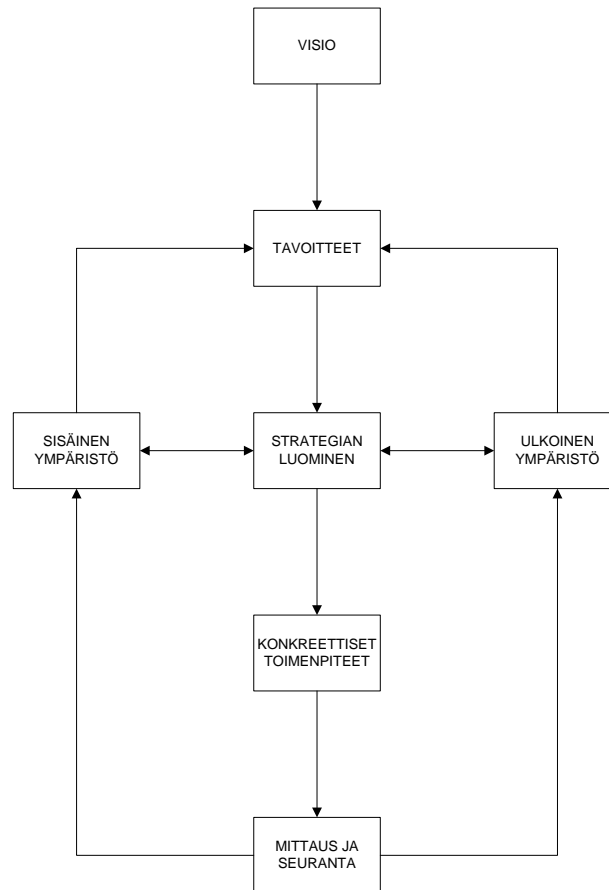 VISIO
TAVOITTEET
SISÄINEN
YMPÄRISTÖ
STRATEGIAN
LUOMINEN
ULKOINEN
YMPÄRISTÖ
KONKREETTISET
TOIMENPITEET
MITTAUS JA
SEURANTA